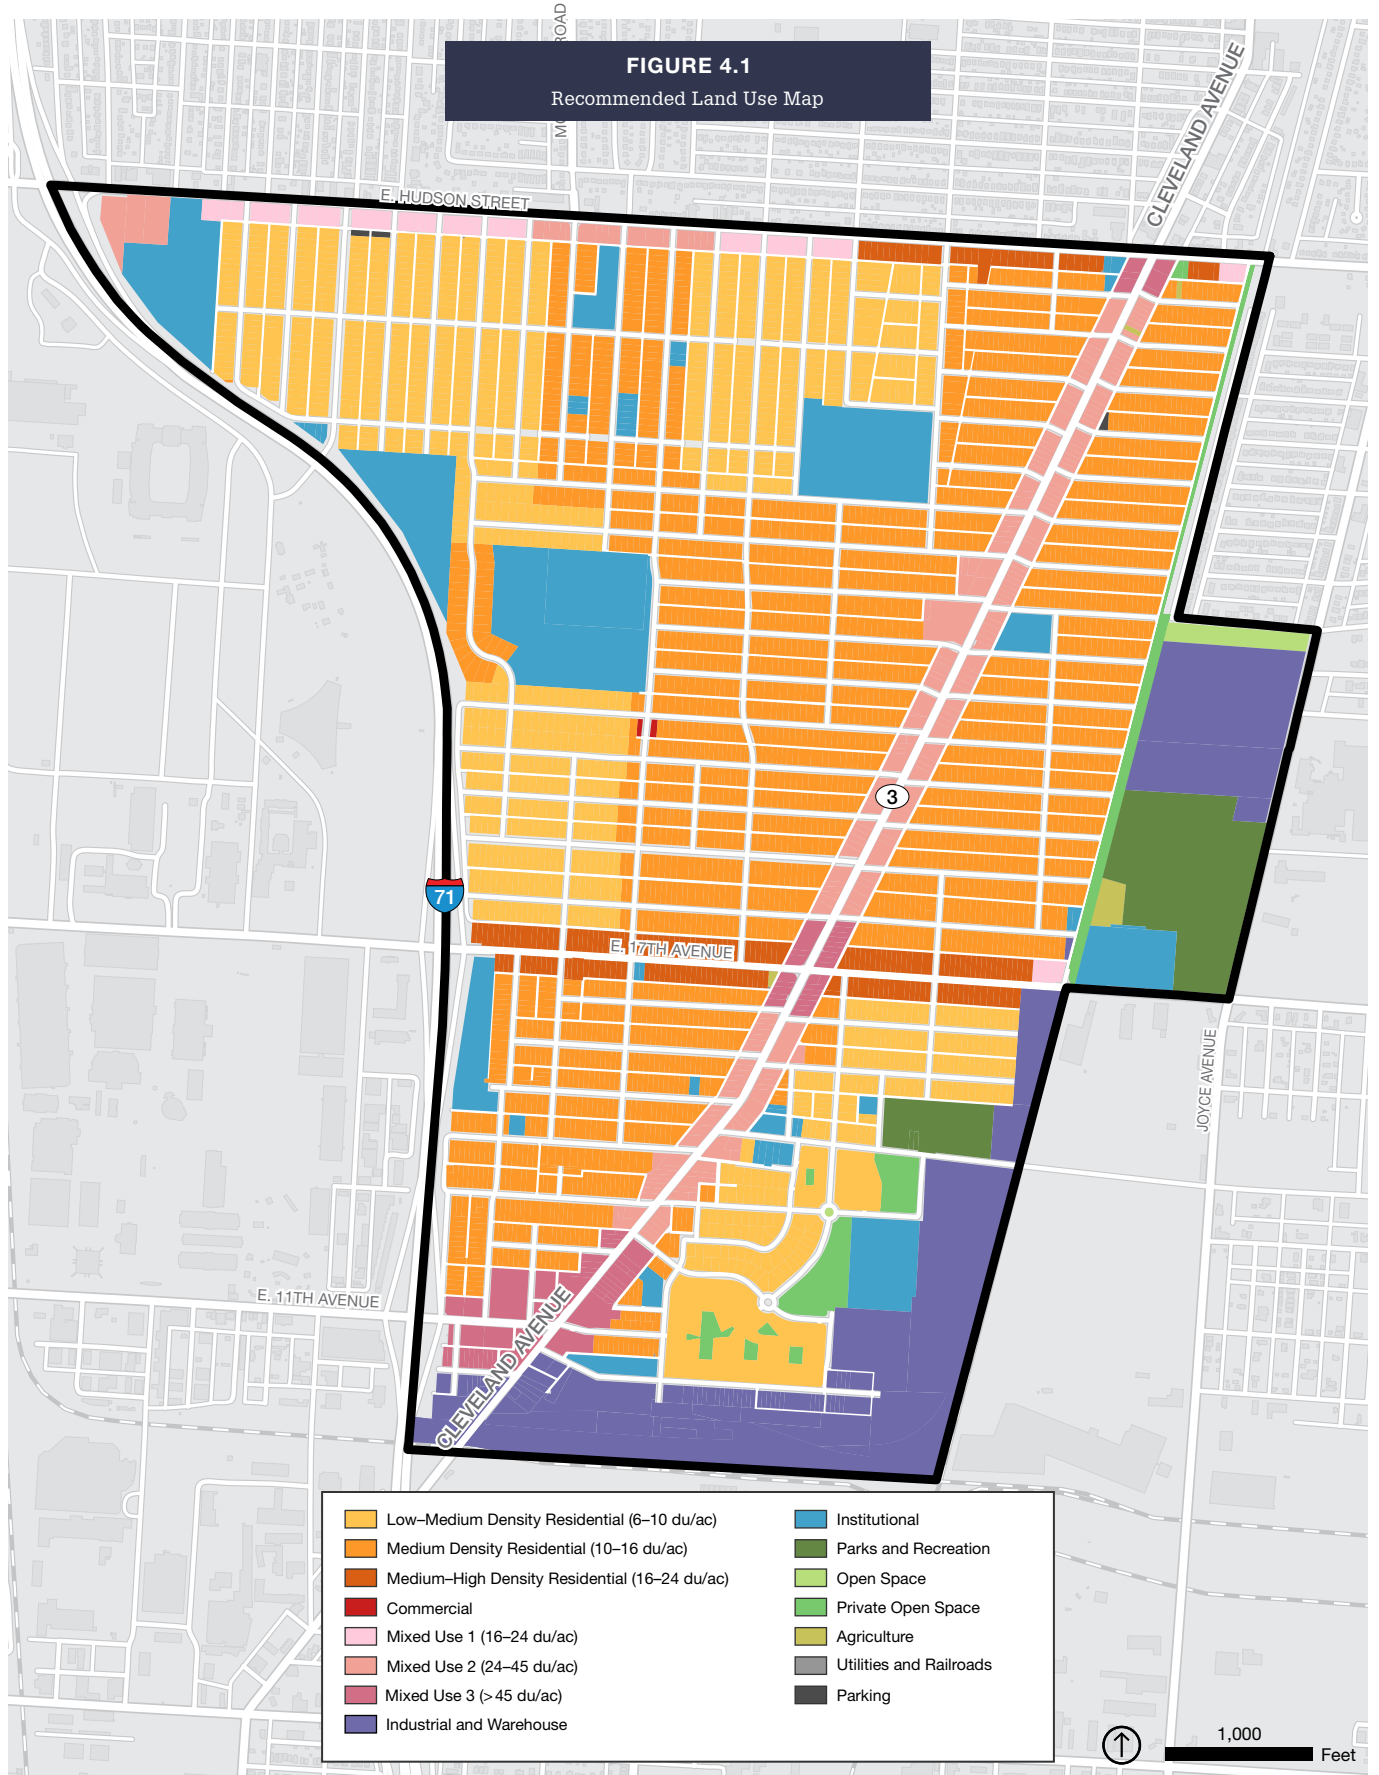 FIGURE 4.1
Recommended Land Use Map
ROAD
CLEVELAND AVENUE
E. HUDSON STREET
3
71
E. 17TH AVENUE
JOYCE AVENUE
E. 11TH AVENUE
CLEVELAND AVENUE
Low–Medium Density Residential (6–10 du/ac)
Medium Density Residential (10–16 du/ac)
Medium–High Density Residential (16–24 du/ac)
Commercial
Mixed Use 1 (16–24 du/ac)
Mixed Use 2 (24–45 du/ac)
Mixed Use 3 (>45 du/ac)
Industrial and Warehouse
Institutional
Parks and Recreation
Open Space
Private Open Space
Agriculture
Utilities and Railroads
Parking
1,000
Feet